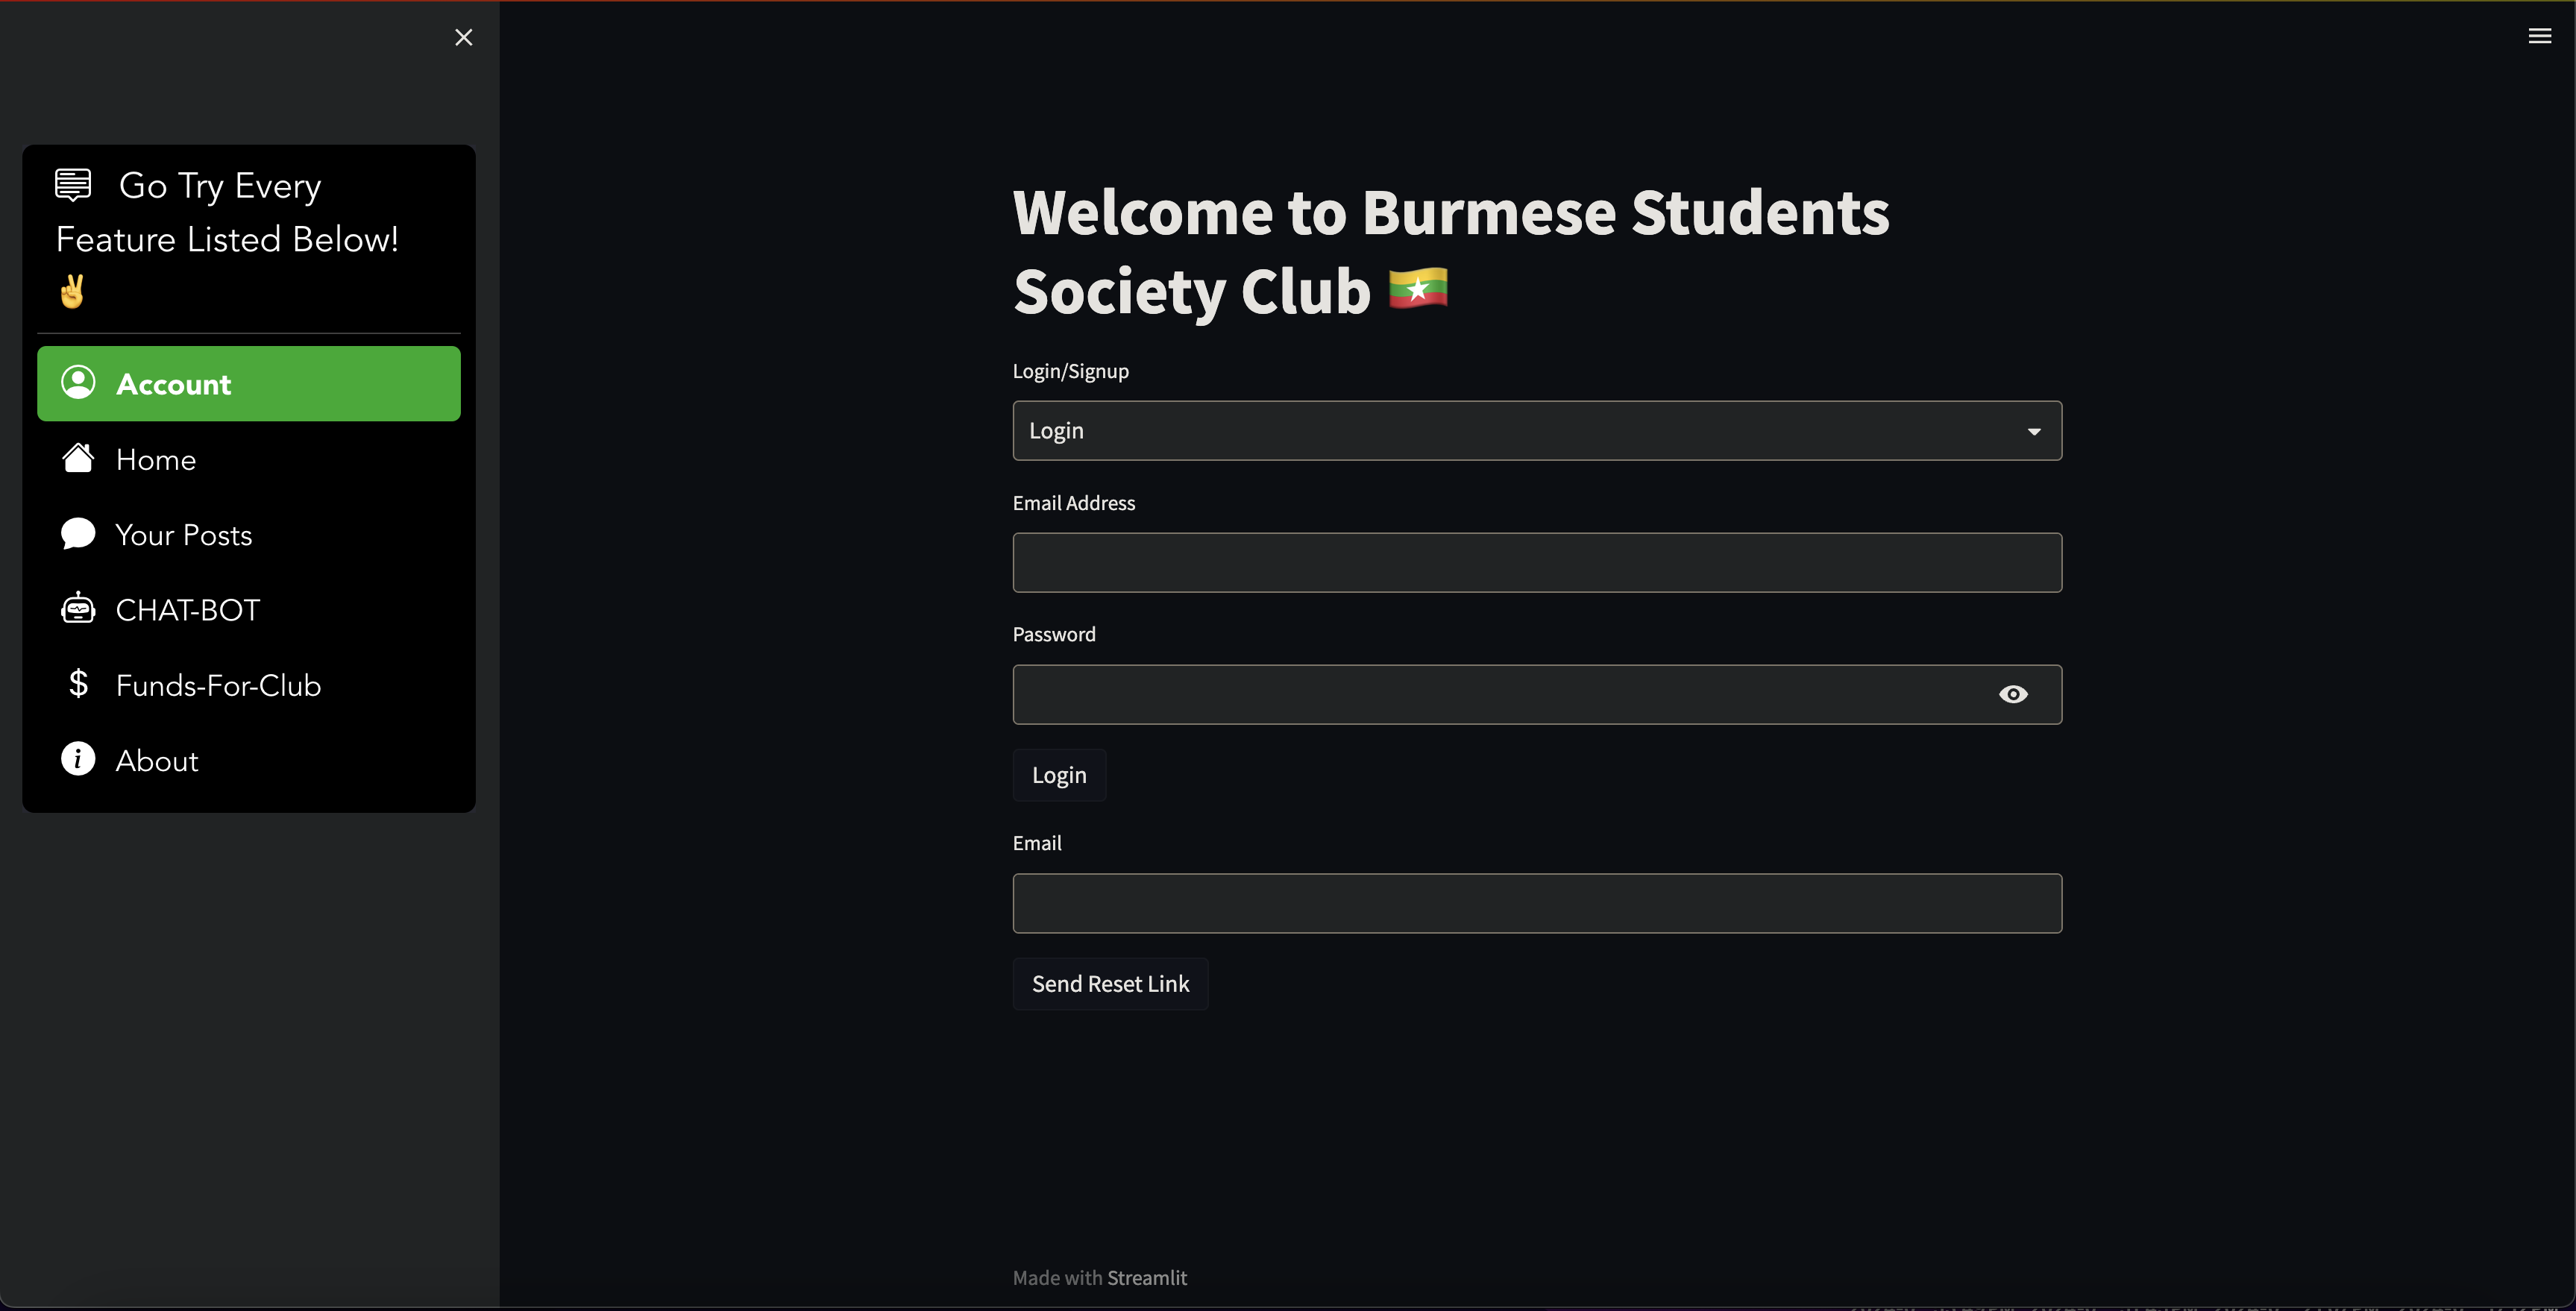 Go Try Every
Feature Listed Below!
✌️
Account
Home
Your Posts
CHAT-BOT
$ Funds-For-Club
i About
Welcome to Burmese Students
Society Club 🇲🇲
Login/Signup
Login
Email Address
Password
Login
Email
Send Reset Link
Made with Streamlit